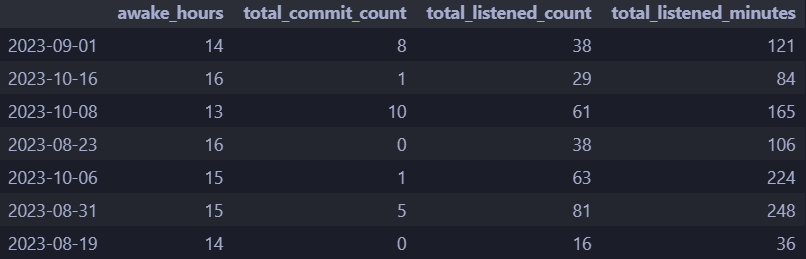 awake_hours total_commit_count total_listened_count total_listened_minutes
2023-09-01 14 8 38 121
2023-10-16 16 1 29 84
2023-10-08 13 10 61 165
2023-08-23 16 0 38 106
2023-10-06 15 1 63 224
2023-08-31 15 5 81 248
2023-08-19 14 0 16 36